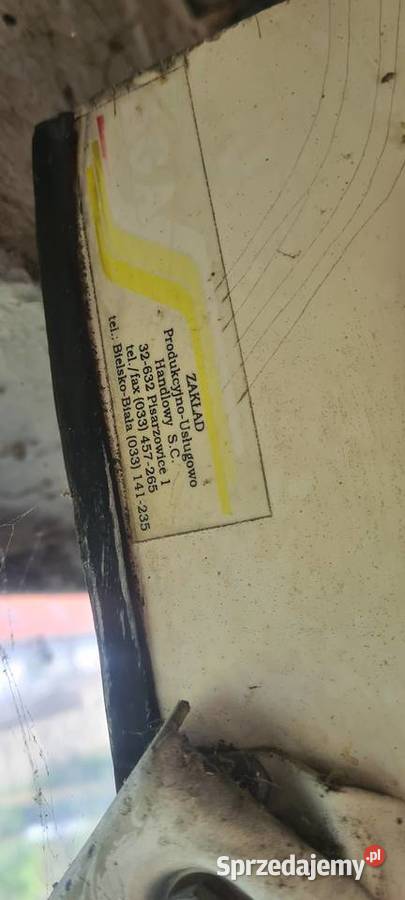 ZAKŁAD
Produkcyjno-Usługowo
Handlowy S.C.
32-632 Pisarzowice 1
tel./fax (033) 457-265
tel.: Bielsko-Biała (033) 141-235
Sprzedajemy.pl